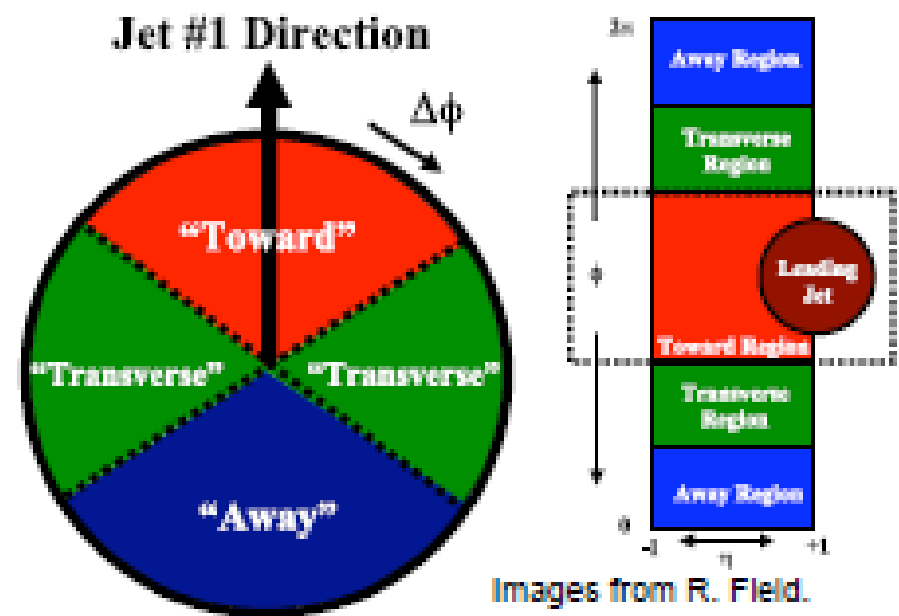 Jet #1 Direction
Δϕ
“Toward”
“Transverse” “Transverse”
“Away”
2π
Away Region
Transverse
Region
ϕ
Leading
Jet
Toward Region
Transverse
Region
Away Region
0
-1 +1
η
Images from R. Field.